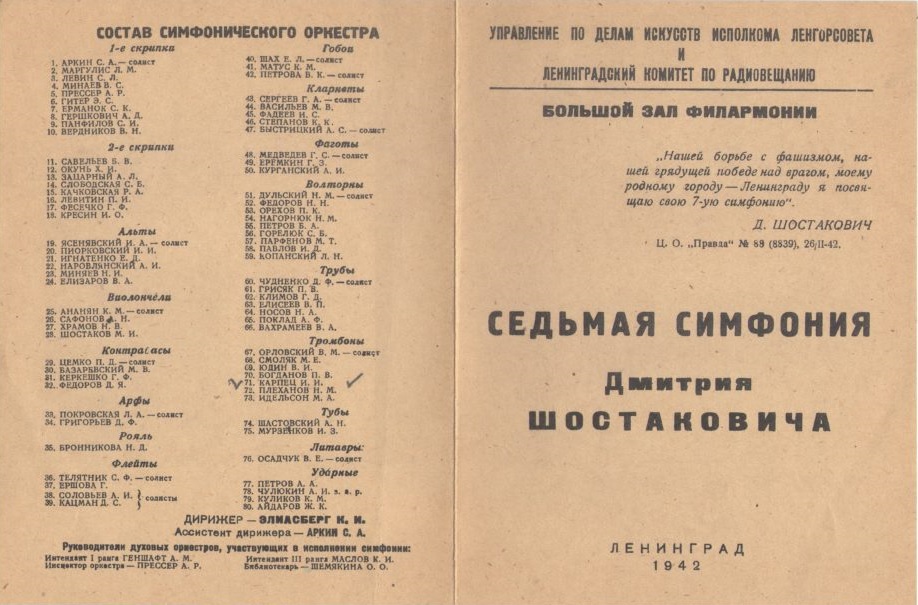 СОСТАВ СИМФОНИЧЕСКОГО ОРКЕСТРА
1-е скрипки
1. АРКИН С. А. — солист
2. МАРГУЛИС Л. М.
3. ЛЕВИН С. Л.
4. МИНАЕВ В. С.
5. ПРЕССЕР А. Р.
6. ГИТЕР Э. С.
7. ЕРМАНОК С. К.
8. ГЕРШКОВИЧ А. Д.
9. ПАНФИЛОВ С. И.
10. ВЕРДНИКОВ В. Н.
2-е скрипки
11. САВЕЛЬЕВ Б. В.
12. ОКУНЬ Х. И.
13. ЗАЦАРНЫЙ А. Л.
14. СЛОБОДСКАЯ С. Б.
15. КАЧКОВСКАЯ Р. А.
16. ЛЕВИТИН П. И.
17. ФЕСЕЧКО Г. Ф.
18. КРЕСИН И. О.
Альты
19. ЯСЕНЯВСКИЙ И. А. — солист
20. ПИОРКОВСКИЙ И. И.
21. ИГНАТЕНКО Е. Д.
22. НАРОВЛЯНСКИЙ А. И.
23. МИНЯЕВ Н. И.
24. ЕЛИЗАРОВ В. А.
Виолончели
25. АНАНЯН К. М. — солист
26. САФОНОВ А. Н.
27. ХРАМОВ Н. В.
28. ШОСТАКОВ М. И.
Контрабасы
29. ЦЕМКО П. Д. — солист
30. БАЗАРБСКИЙ М. В.
31. КЕРКЕШКО Г. Ф.
32. ФЕДОРОВ Д. Я.
Арфы
33. ПОКРОВСКАЯ Л. А. — солист
34. ГРИГОРЬЕВ Д. Ф.
Рояль
35. БРОННИКОВА Н. Д.
Флейты
36. ТЕЛЯТНИК С. Ф. — солист
37. ЕРШОВА Г.
38. СОЛОВЬЕВ А. И. } солисты
39. КАЦМАН Д. С.
Гобои
40. ШАХ Е. Л. — солист
41. МАТУС К. М.
42. ПЕТРОВА В. К. — солист
Кларнеты
43. СЕРГЕЕВ Г. А. — солист
44. ВАСИЛЬЕВ М. В.
45. ФАДЕЕВ И. С.
46. СТЕПАНОВ К. К.
47. БЫСТРИЦКИЙ А. С. — солист
Фаготы
48. МЕДВЕДЕВ Г. С. — солист
49. ЕРЕМКИН Г. З.
50. КУРГАНСКИЙ А. И.
Волторны
51. ДУЛЬСКИЙ Н. М. — солист
52. ФЕДОРОВ Н. Н.
53. ОРЕХОВ П. К.
54. НАГОРНЮК Н. М.
55. ПЕТРОВ Б. А.
56. ГОРЕЛЮК С. Б.
57. ПАРФЕНОВ М. Т.
58. ПАВЛОВ И. Д.
59. КОПАНСКИЙ Л. Н.
Трубы
60. ЧУДНЕНКО Д. Ф. — солист
61. ГРИСЯК П. В.
62. КЛИМОВ Г. Д.
63. ЕЛИСЕЕВ В. П.
64. НОСОВ Н. А.
65. ПОКЛАД А. Ф.
66. ВАХРАМЕЕВ В. А.
Тромбоны
67. ОРЛОВСКИЙ В. М. — солист
68. СМОЛЯК М. Е.
69. ЮДИН В. И.
70. БОГДАНОВ П. В.
71. КАРПЕЦ И. И.
72. ПЛЕХАНОВ Н. М.
73. ИДЕЛЬСОН М. А.
Тубы
74. ШАСТОВСКИЙ А. Н.
75. МУРЗЕНКОВ И. З.
Литавры:
76. ОСАДЧУК В. Е. — солист
Ударные
77. ПЕТРОВ А. А.
78. ЧУЛЮКИН А. И. з. а. р.
79. КУЛИКОВ К. М.
80. АЙДАРОВ Ж. К.
ДИРИЖЕР — ЭЛИАСБЕРГ К. И.
Ассистент дирижера — АРКИН С. А.
Руководители духовых оркестров, участвующих в исполнении симфонии:
Интендент I ранга ГЕНШАФТ А. М. Интендент III ранга МАСЛОВ К. И.
Инспектор оркестра — ПРЕССЕР А. Р. Библиотекарь — ШЕМЯКИНА О. О.
УПРАВЛЕНИЕ ПО ДЕЛАМ ИСКУССТВ ИСПОЛКОМА ЛЕНГОРСОВЕТА
И
ЛЕНИНГРАДСКИЙ КОМИТЕТ ПО РАДИОВЕЩАНИЮ
БОЛЬШОЙ ЗАЛ ФИЛАРМОНИИ
„Нашей борьбе с фашизмом, на-
шей грядущей победе над врагом, моему
родному городу — Ленинграду я посвя-
щаю свою 7-ую симфонию“.
Д. ШОСТАКОВИЧ
Ц. О. „Правда“ № 89 (8839), 26/II-42.
СЕДЬМАЯ СИМФОНИЯ
Дмитрия
ШОСТАКОВИЧА
ЛЕНИНГРАД
1942